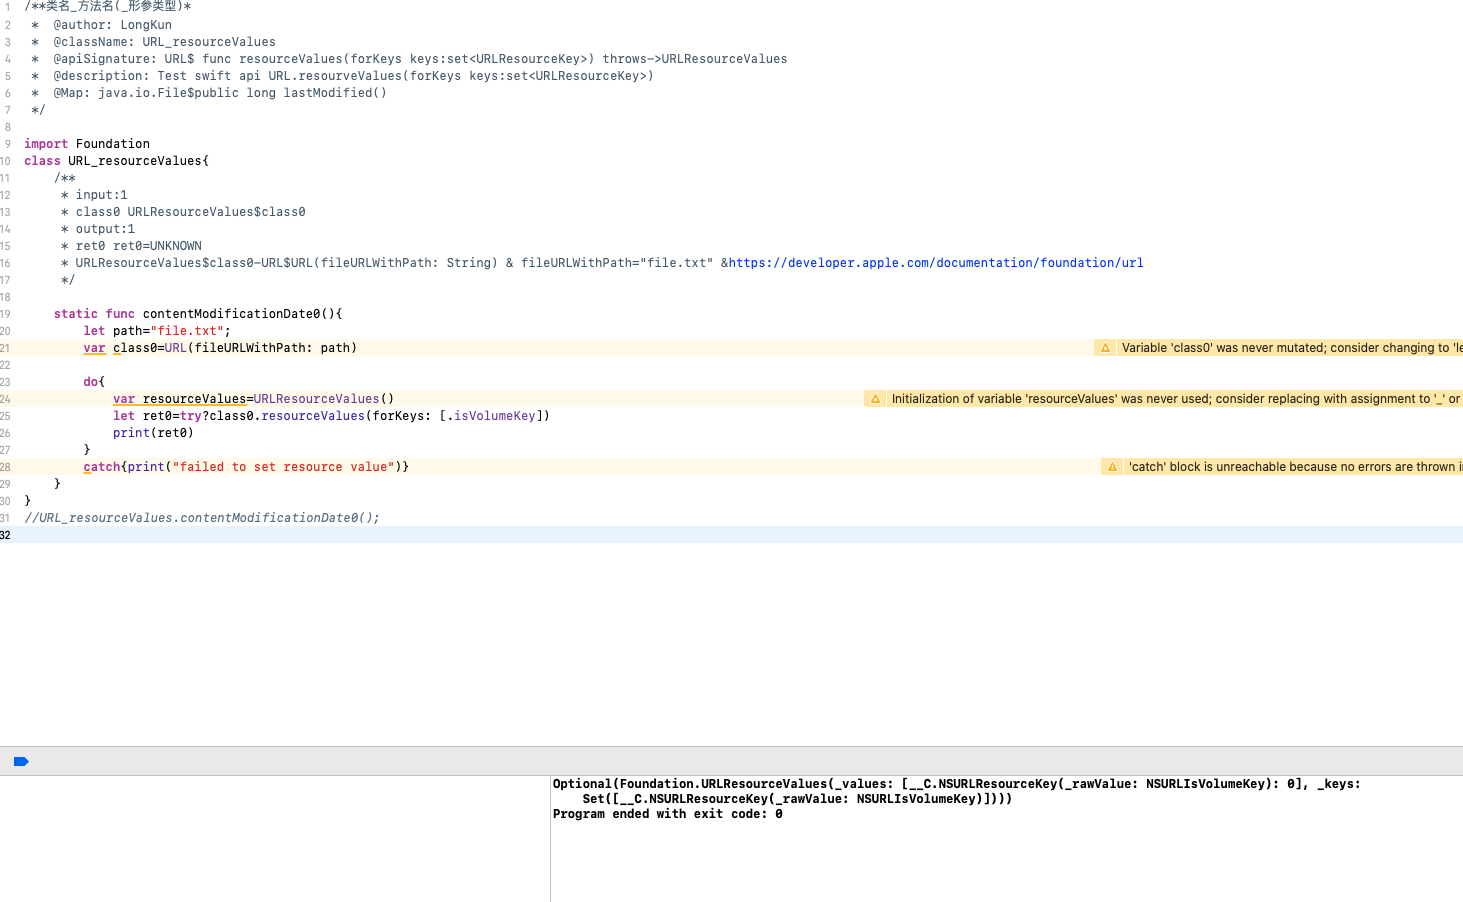 1 /**类名_方法名(_形参类型)*
2 * @author: LongKun
3 * @className: URL_resourceValues
4 * @apiSignature: URL$ func resourceValues(forKeys keys:set<URLResourceKey>) throws->URLResourceValues
5 * @description: Test swift api URL.resourveValues(forKeys keys:set<URLResourceKey>)
6 * @Map: java.io.File$public long lastModified()
7 */
8
9 import Foundation
10 class URL_resourceValues{
11 /**
12 * input:1
13 * class0 URLResourceValues$class0
14 * output:1
15 * ret0 ret0=UNKNOWN
16 * URLResourceValues$class0-URL$URL(fileURLWithPath: String) & fileURLWithPath="file.txt" &https://developer.apple.com/documentation/foundation/url
17 */
18
19 static func contentModificationDate0(){
20 let path="file.txt";
21 var class0=URL(fileURLWithPath: path) Variable 'class0' was never mutated; consider changing to 'le
22
23 do{
24 var resourceValues=URLResourceValues() Initialization of variable 'resourceValues' was never used; consider replacing with assignment to '_' or
25 let ret0=try?class0.resourceValues(forKeys: [.isVolumeKey])
26 print(ret0)
27 }
28 catch{print("failed to set resource value")} 'catch' block is unreachable because no errors are thrown i
29 }
30 }
31 //URL_resourceValues.contentModificationDate0();
32
Optional(Foundation.URLResourceValues(_values: [__C.NSURLResourceKey(_rawValue: NSURLIsVolumeKey): 0], _keys:
Set([__C.NSURLResourceKey(_rawValue: NSURLIsVolumeKey)])))
Program ended with exit code: 0